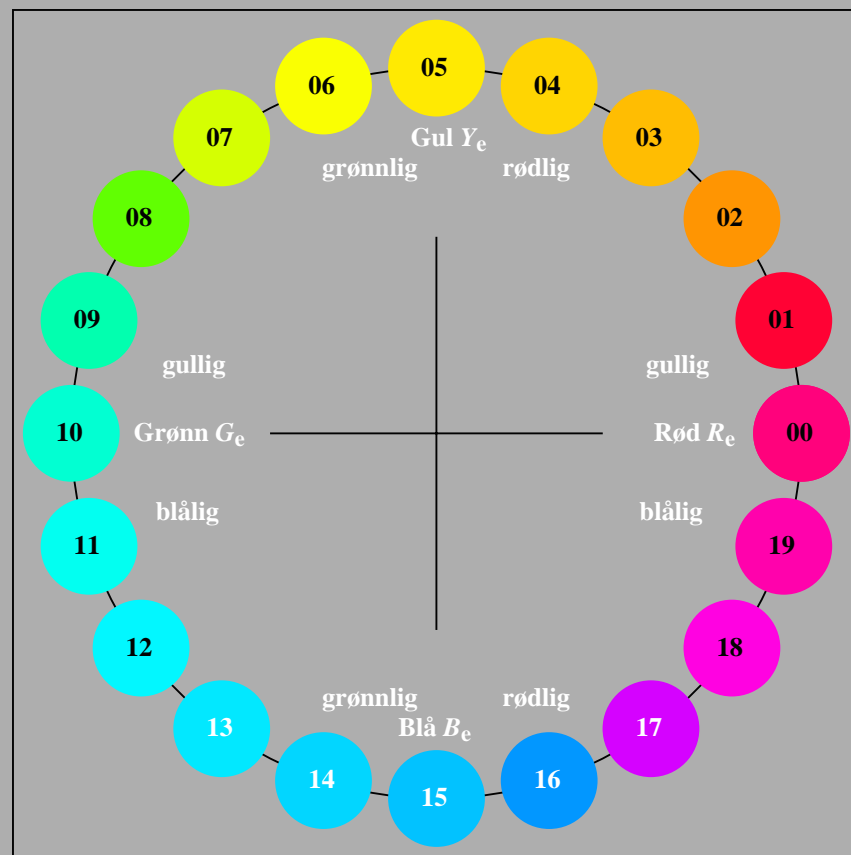 05
06 04
Gul Yₑ
07 03
grønnlig rødlig
08 02
09 01
gullig gullig
10 Grønn Gₑ Rød Rₑ 00
blålig blålig
11 19
12 18
grønnlig rødlig
13 Blå Bₑ 17
14 16
15